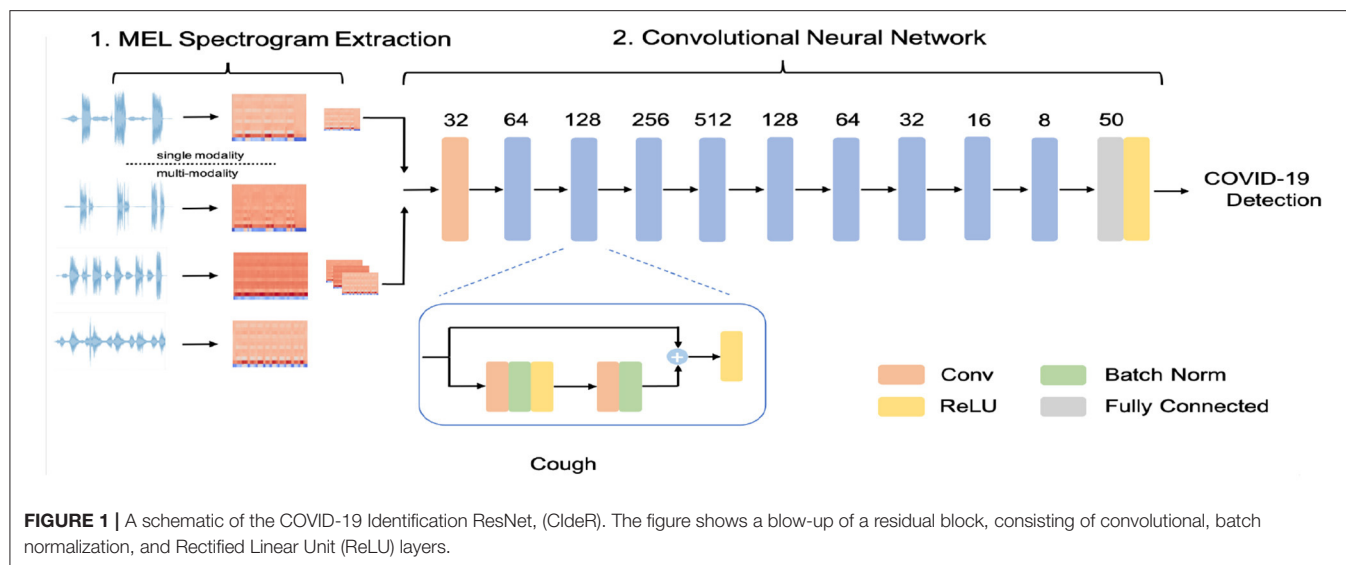 1. MEL Spectrogram Extraction
2. Convolutional Neural Network
32 64 128 256 512 128 64 32 16 8 50
single modality
multi-modality
COVID-19
Detection
Conv
Batch Norm
ReLU
Fully Connected
Cough
FIGURE 1 | A schematic of the COVID-19 Identification ResNet, (CIdeR). The figure shows a blow-up of a residual block, consisting of convolutional, batch
normalization, and Rectified Linear Unit (ReLU) layers.